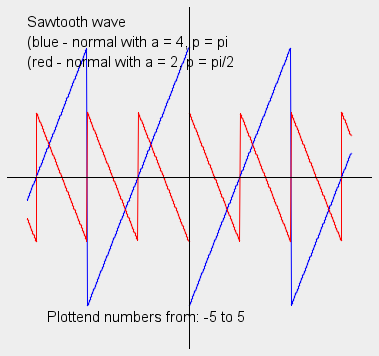 Sawtooth wave
(blue - normal with a = 4, p = pi
(red - normal with a = 2, p = pi/2
Plottend numbers from: -5 to 5